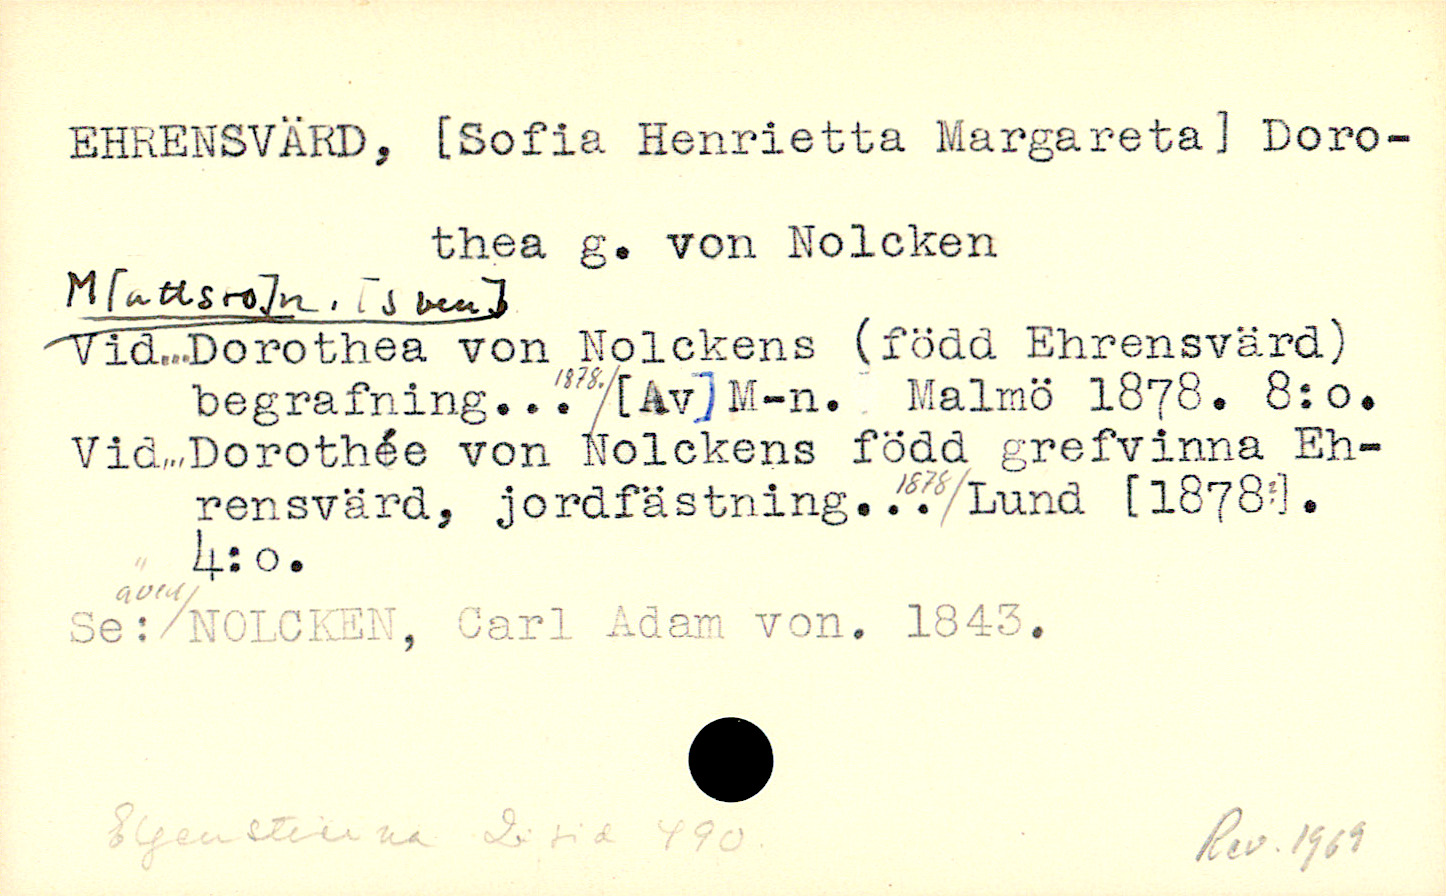 EHRENSVÄRD, [Sofia Henrietta Margareta] Doro-
thea g. von Nolcken
M[attsso]n, [Sven]
Vid...Dorothea von Nolckens (född Ehrensvärd)
begrafning...1878./[Av]M-n. Malmö 1878. 8:o.
Vid...Dorothée von Nolckens född grefvinna Eh-
rensvärd, jordfästning...1878/Lund [1878].
4:o.
Se: även/NOLCKEN, Carl Adam von. 1843.
Elgenstierna 2. sid 490.
Rev. 1969